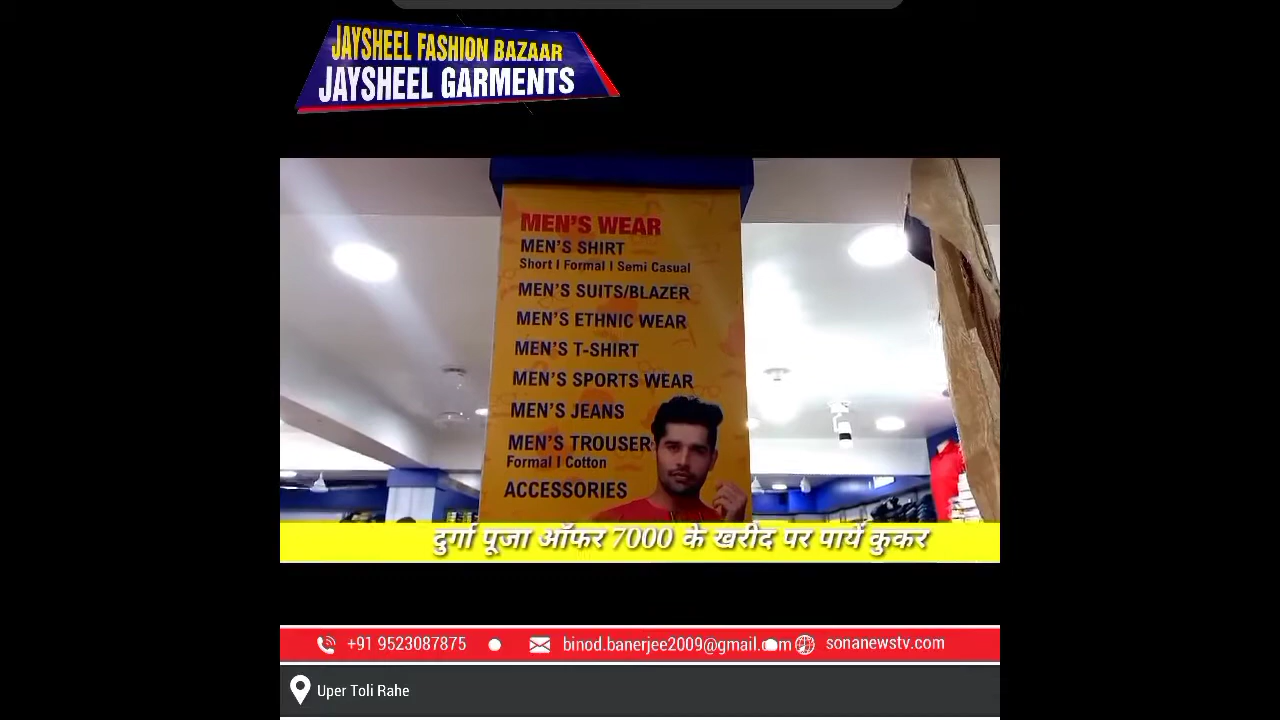 JAYSHEEL FASHION BAZAAR
JAYSHEEL GARMENTS
MEN'S WEAR
MEN'S SHIRT
Short I Formal I Semi Casual
MEN'S SUITS/BLAZER
MEN'S ETHNIC WEAR
MEN'S T-SHIRT
MEN'S SPORTS WEAR
MEN'S JEANS
MEN'S TROUSER
Formal I Cotton
ACCESSORIES
दुर्गा पूजा ऑफर 7000 के खरीद पर पायें कुकर
+91 9523087875 binod.banerjee2009@gmail.com sonanewstv.com
Uper Toli Rahe